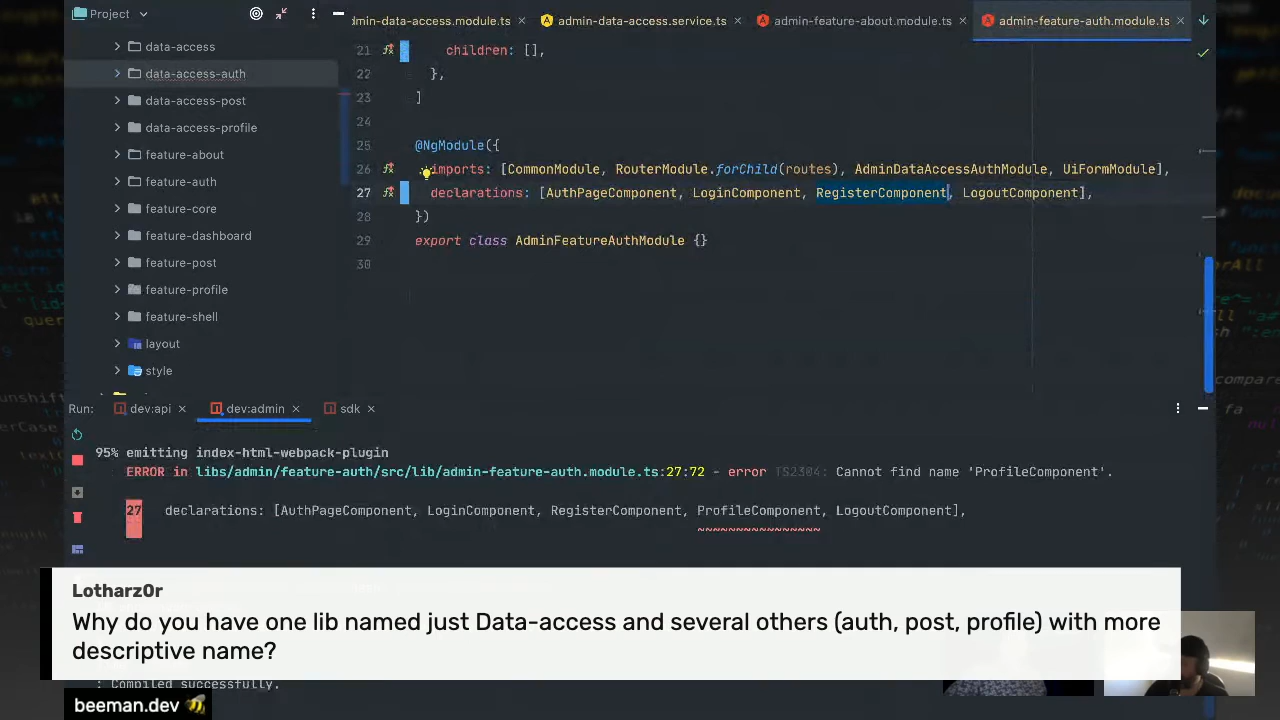 Project
dmin-data-access.module.ts
admin-data-access.service.ts
admin-feature-about.module.ts
admin-feature-auth.module.ts
data-access
data-access-auth
data-access-post
data-access-profile
feature-about
feature-auth
feature-core
feature-dashboard
feature-post
feature-profile
feature-shell
layout
style
21 children: [],
22 },
23 ]
24
25 @NgModule({
26 imports: [CommonModule, RouterModule.forChild(routes), AdminDataAccessAuthModule, UiFormModule],
27 declarations: [AuthPageComponent, LoginComponent, RegisterComponent, LogoutComponent],
28 })
29 export class AdminFeatureAuthModule {}
30
Run: dev:api dev:admin sdk
95% emitting index-html-webpack-plugin
ERROR in libs/admin/feature-auth/src/lib/admin-feature-auth.module.ts:27:72 - error TS2304: Cannot find name 'ProfileComponent'.
27 declarations: [AuthPageComponent, LoginComponent, RegisterComponent, ProfileComponent, LogoutComponent],
~~~~~~~~~~~~~~~~
LotharzOr
Why do you have one lib named just Data-access and several others (auth, post, profile) with more
descriptive name?
: Compiled successfully.
beeman.dev